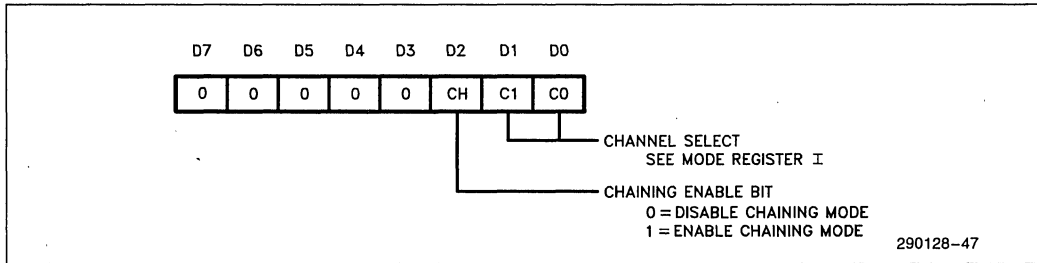 D7 D6 D5 D4 D3 D2 D1 D0
0 0 0 0 0 CH C1 C0
CHANNEL SELECT
SEE MODE REGISTER I
CHAINING ENABLE BIT
0 = DISABLE CHAINING MODE
1 = ENABLE CHAINING MODE
290128-47